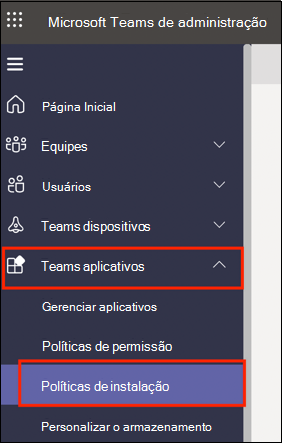 Microsoft Teams de administração
Página Inicial
Equipes
Usuários
Teams dispositivos
Teams aplicativos
Gerenciar aplicativos
Políticas de permissão
Políticas de instalação
Personalizar o armazenamento